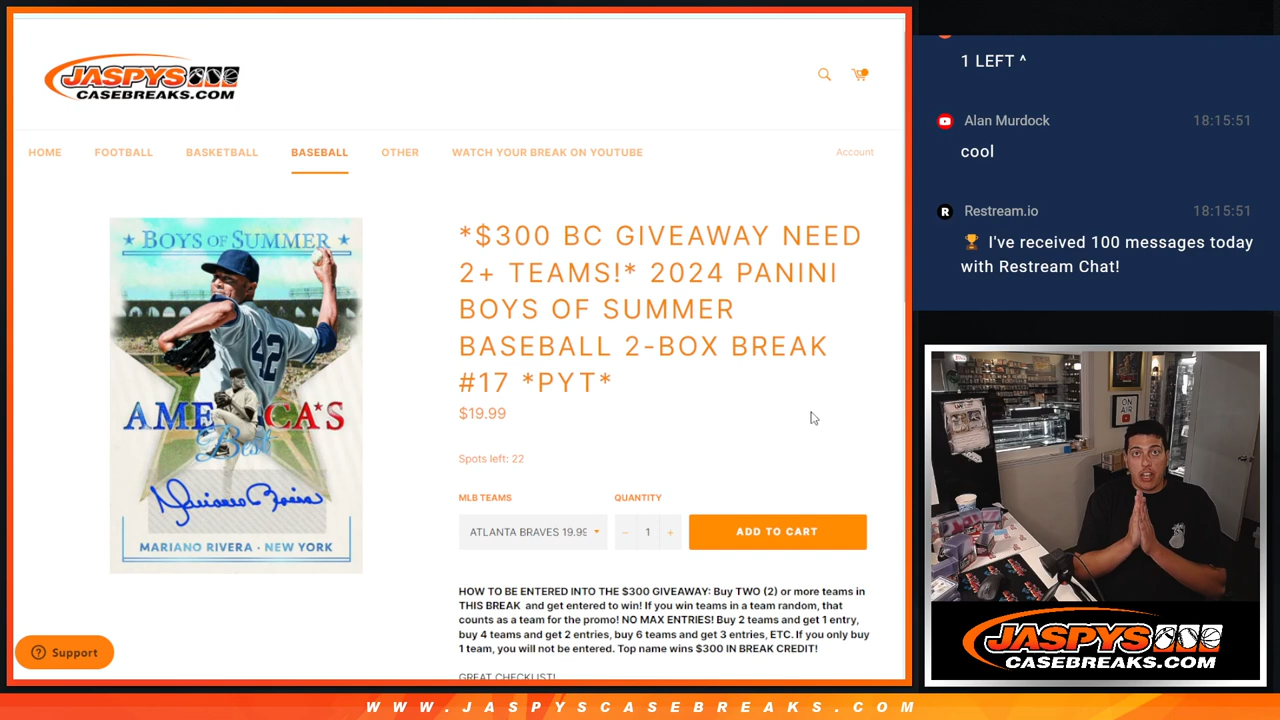 JASPYS
CASEBREAKS.COM
HOME
FOOTBALL
BASKETBALL
BASEBALL
OTHER
WATCH YOUR BREAK ON YOUTUBE
Account
BOYS OF SUMMER
42
AMERICA'S
Best
Mariano Rivera
MARIANO RIVERA · NEW YORK
*$300 BC GIVEAWAY NEED
2+ TEAMS!* 2024 PANINI
BOYS OF SUMMER
BASEBALL 2-BOX BREAK
#17 *PYT*
$19.99
Spots left: 22
MLB TEAMS
QUANTITY
ATLANTA BRAVES 19.99
− 1 +
ADD TO CART
HOW TO BE ENTERED INTO THE $300 GIVEAWAY: Buy TWO (2) or more teams in
THIS BREAK and get entered to win! If you win teams in a team random, that
counts as a team for the promo! NO MAX ENTRIES! Buy 2 teams and get 1 entry,
buy 4 teams and get 2 entries, buy 6 teams and get 3 entries, ETC. If you only buy
1 team, you will not be entered. Top name wins $300 IN BREAK CREDIT!
GREAT CHECKLIST!
Support
1 LEFT ^
Alan Murdock 18:15:51
cool
R Restream.io 18:15:51
🏆 I've received 100 messages today
with Restream Chat!
ON
AIR
JASPYS
CASEBREAKS.COM
WWW.JASPYSCASEBREAKS.COM